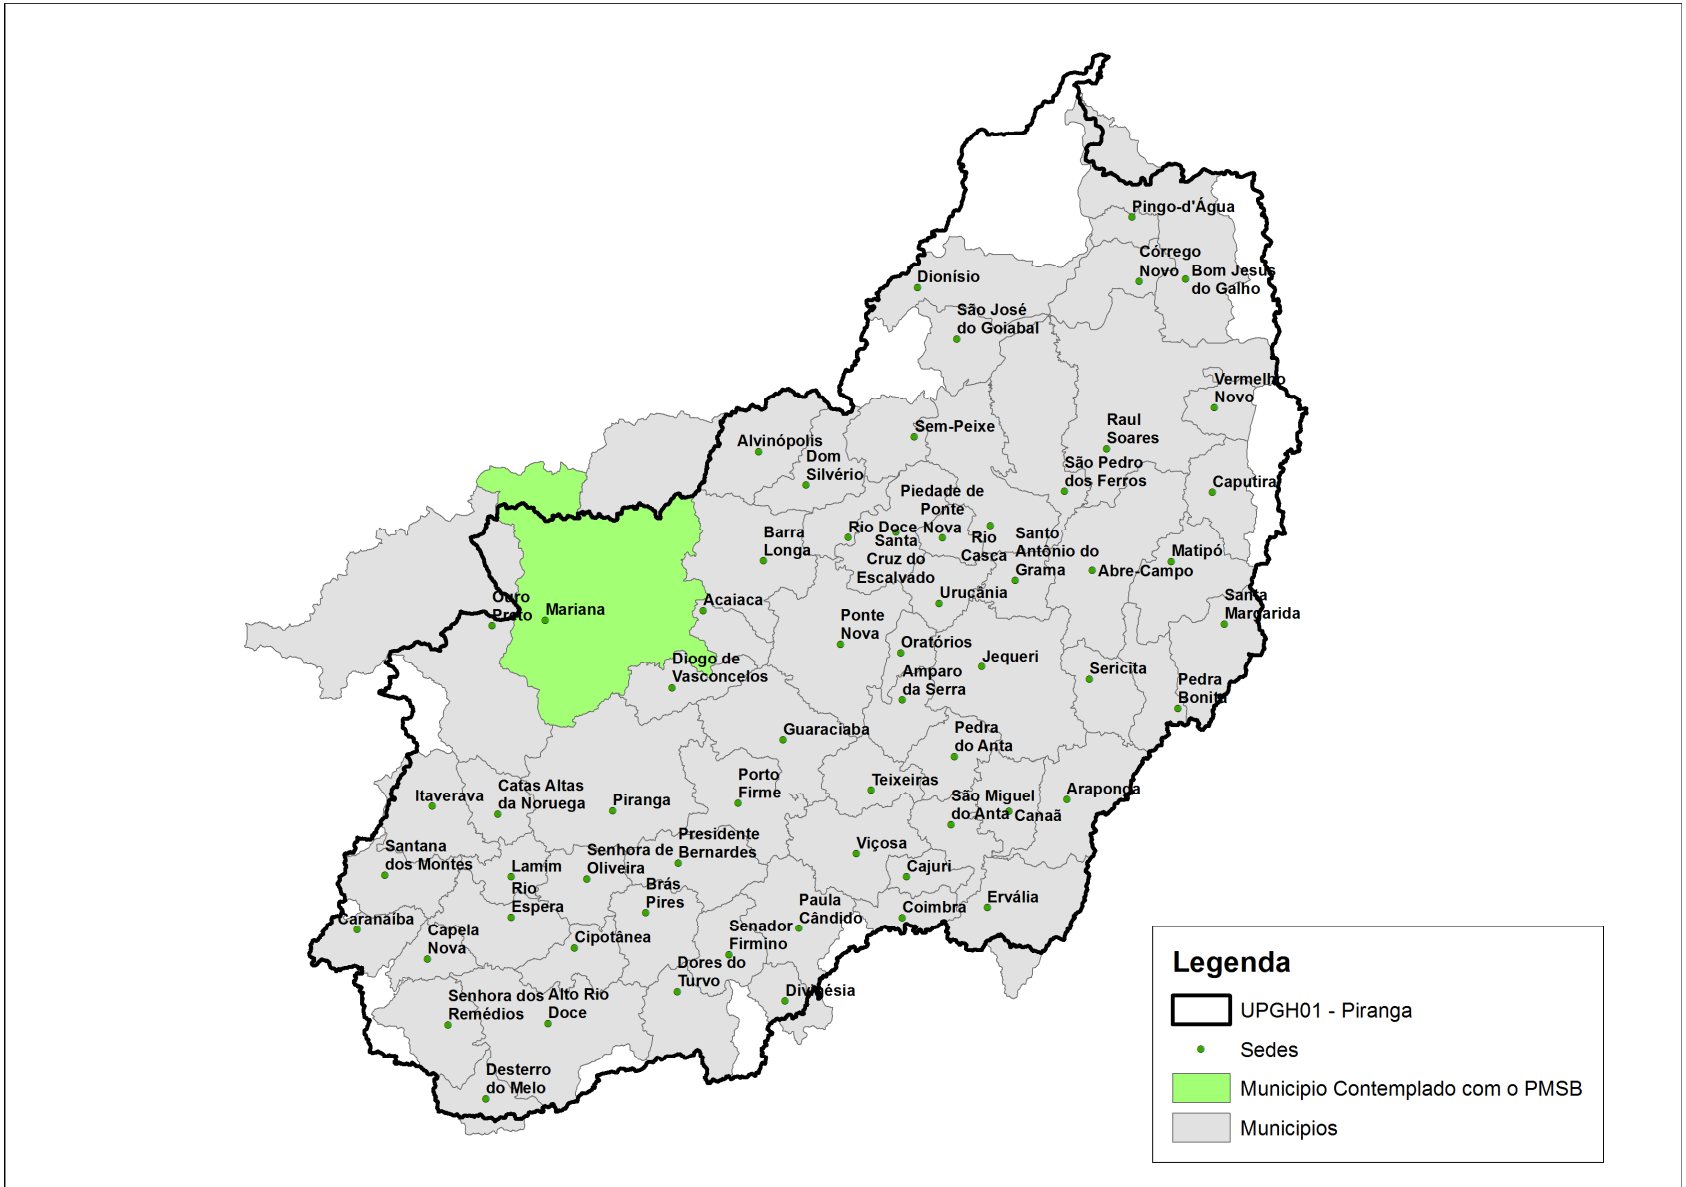 Pingo-d'Água
Córrego
Novo
Bom Jesus
do Galho
Dionísio
São José
do Goiabal
Vermelho
Novo
Raul
Soares
Sem-Peixe
Alvinópolis
Dom
Silvério
São Pedro
dos Ferros
Caputira
Piedade de
Ponte
Nova
Rio Doce
Santa
Cruz do
Escalvado
Rio
Casca
Santo
Antônio do
Grama
Barra
Longa
Matipó
Abre-Campo
Ouro
Preto
Mariana
Acaiaca
Urucânia
Santa
Margarida
Ponte
Nova
Oratórios
Jequeri
Amparo
da Serra
Sericita
Pedra
Bonita
Diogo de
Vasconcelos
Guaraciaba
Pedra
do Anta
Itaverava
Catas Altas
da Noruega
Piranga
Porto
Firme
Teixeiras
São Miguel
do Anta
Canaã
Araponga
Santana
dos Montes
Lamim
Senhora de
Oliveira
Presidente
Bernardes
Viçosa
Cajuri
Rio
Espera
Brás
Pires
Paula
Cândido
Coimbra
Ervália
Caranaíba
Capela
Nova
Cipotânea
Senador
Firmino
Dores do
Turvo
Divinésia
Senhora dos
Remédios
Alto Rio
Doce
Desterro
do Melo
Legenda
UPGH01 - Piranga
Sedes
Municipio Contemplado com o PMSB
Municipios